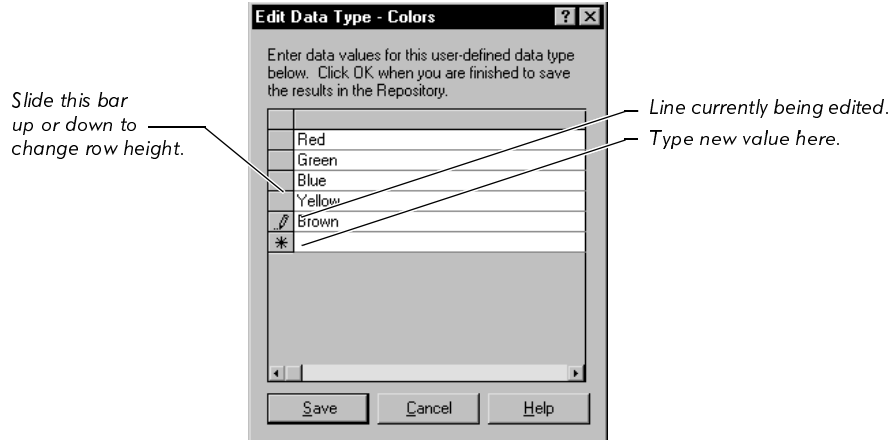 Edit Data Type - Colors
Enter data values for this user-defined data type
below. Click OK when you are finished to save
the results in the Repository.
Slide this bar
up or down to
change row height.
Red
Green
Blue
Yellow
Brown
Line currently being edited.
Type new value here.
Save
Cancel
Help